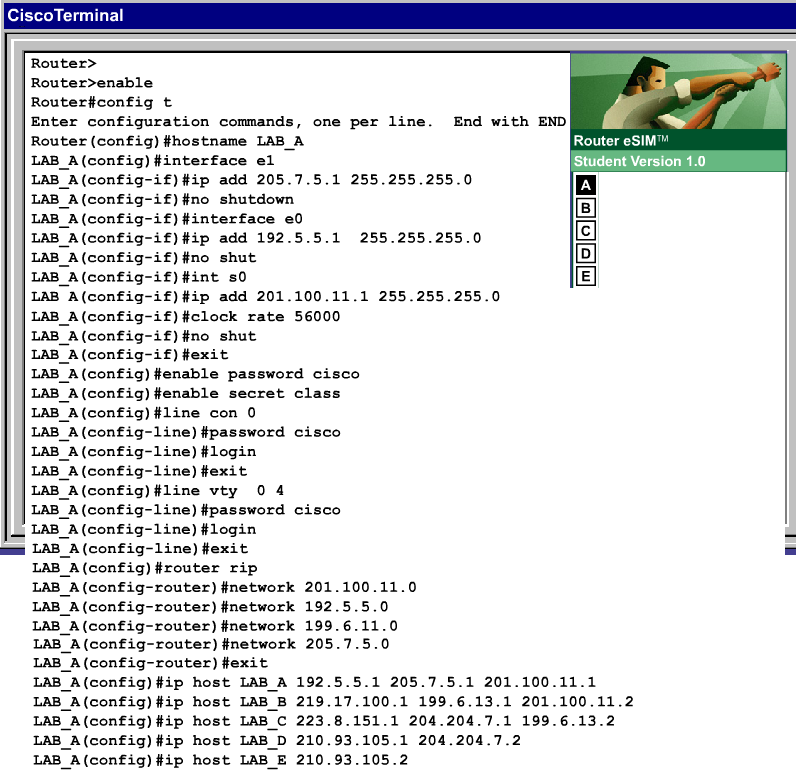 CiscoTerminal
Router>
Router>enable
Router#config t
Enter configuration commands, one per line.  End with END
Router(config)#hostname LAB_A
LAB_A(config)#interface e1
LAB_A(config-if)#ip add 205.7.5.1 255.255.255.0
LAB_A(config-if)#no shutdown
LAB_A(config-if)#interface e0
LAB_A(config-if)#ip add 192.5.5.1  255.255.255.0
LAB_A(config-if)#no shut
LAB_A(config-if)#int s0
LAB_A(config-if)#ip add 201.100.11.1 255.255.255.0
LAB_A(config-if)#clock rate 56000
LAB_A(config-if)#no shut
LAB_A(config-if)#exit
LAB_A(config)#enable password cisco
LAB_A(config)#enable secret class
LAB_A(config)#line con 0
LAB_A(config-line)#password cisco
LAB_A(config-line)#login
LAB_A(config-line)#exit
LAB_A(config)#line vty  0 4
LAB_A(config-line)#password cisco
LAB_A(config-line)#login
LAB_A(config-line)#exit
LAB_A(config)#router rip
LAB_A(config-router)#network 201.100.11.0
LAB_A(config-router)#network 192.5.5.0
LAB_A(config-router)#network 199.6.11.0
LAB_A(config-router)#network 205.7.5.0
LAB_A(config-router)#exit
LAB_A(config)#ip host LAB_A 192.5.5.1 205.7.5.1 201.100.11.1
LAB_A(config)#ip host LAB_B 219.17.100.1 199.6.13.1 201.100.11.2
LAB_A(config)#ip host LAB_C 223.8.151.1 204.204.7.1 199.6.13.2
LAB_A(config)#ip host LAB_D 210.93.105.1 204.204.7.2
LAB_A(config)#ip host LAB_E 210.93.105.2
Router eSIM™
Student Version 1.0
A
B
C
D
E